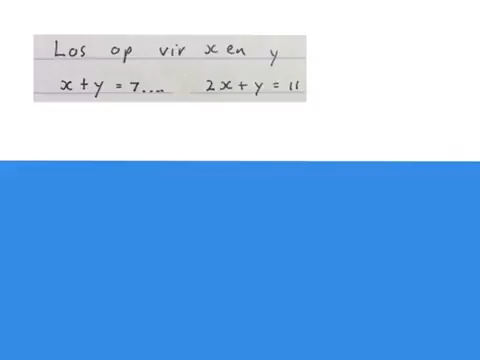 Los op vir x en y
x + y = 7.... 2x + y = 11